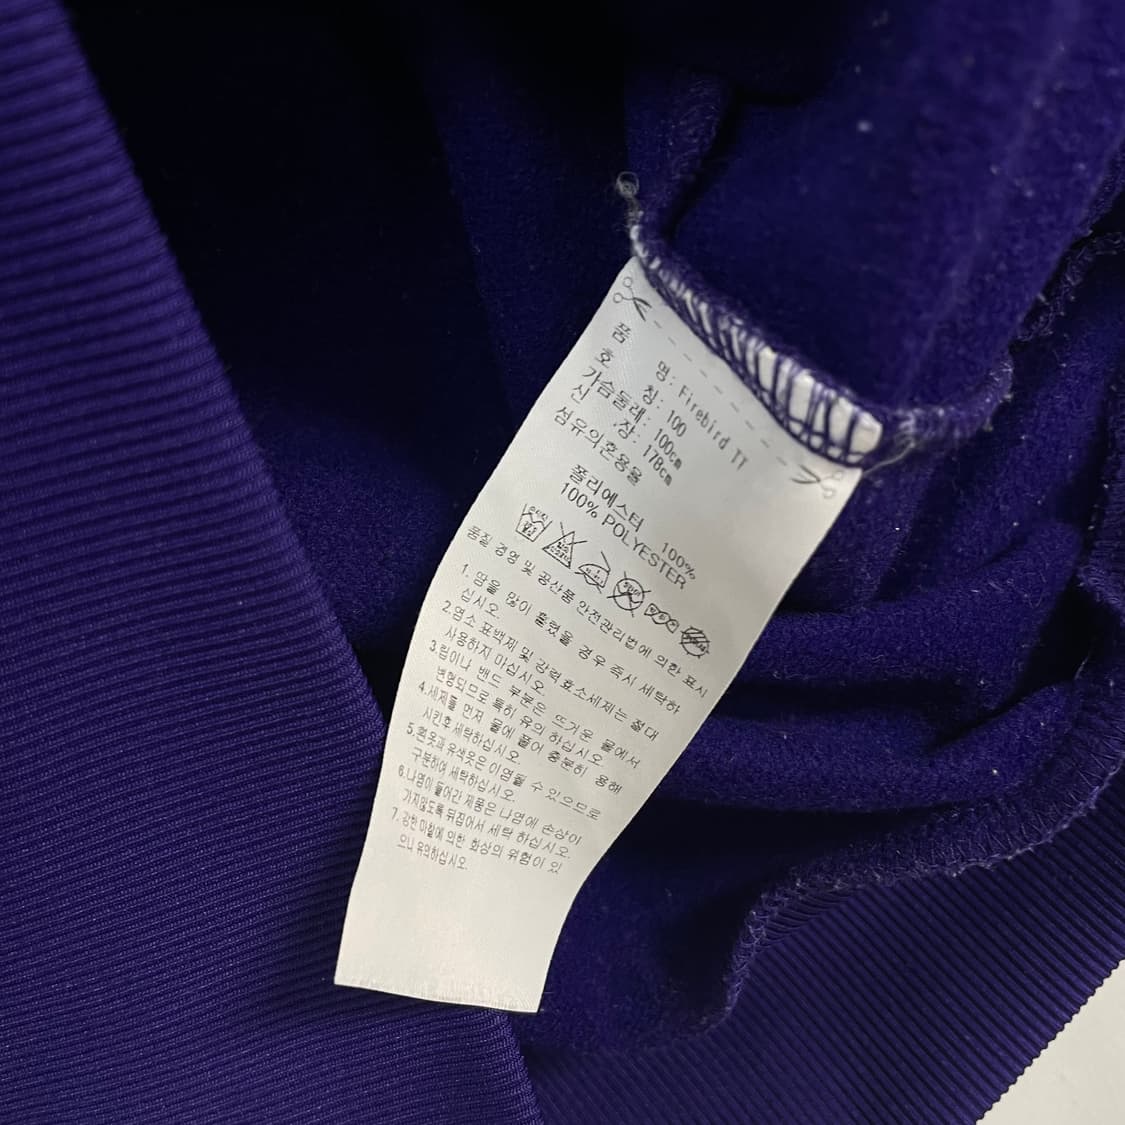 품 명: Firebird TT
호 칭: 100
가슴둘레: 100cm
신 장: 178cm
섬유의혼용율
폴리에스터 100%
100% POLYESTER
품질 경영 및 공산품 안전관리법에 의한 표시
1. 땀을 많이 흘렸을 경우 즉시 세탁하
십시오.
2.염소 표백제 및 강력효소세제는 절대
사용하지 마십시오.
3.립이나 밴드 부분은 뜨거운 물에서
변형되므로 특히 유의 하십시오.
4.세제를 먼저 물에 풀어 충분히 용해
시킨후 세탁하십시오.
5.흰옷과 유색옷은 이염될 수 있으므로
구분하여 세탁하십시오.
6.나염이 들어간 제품은 나염에 손상이
가지않도록 뒤집어서 세탁 하십시오.
7. 강한 마찰에 의한 화상의 위험이 있
으니 유의하십시오.